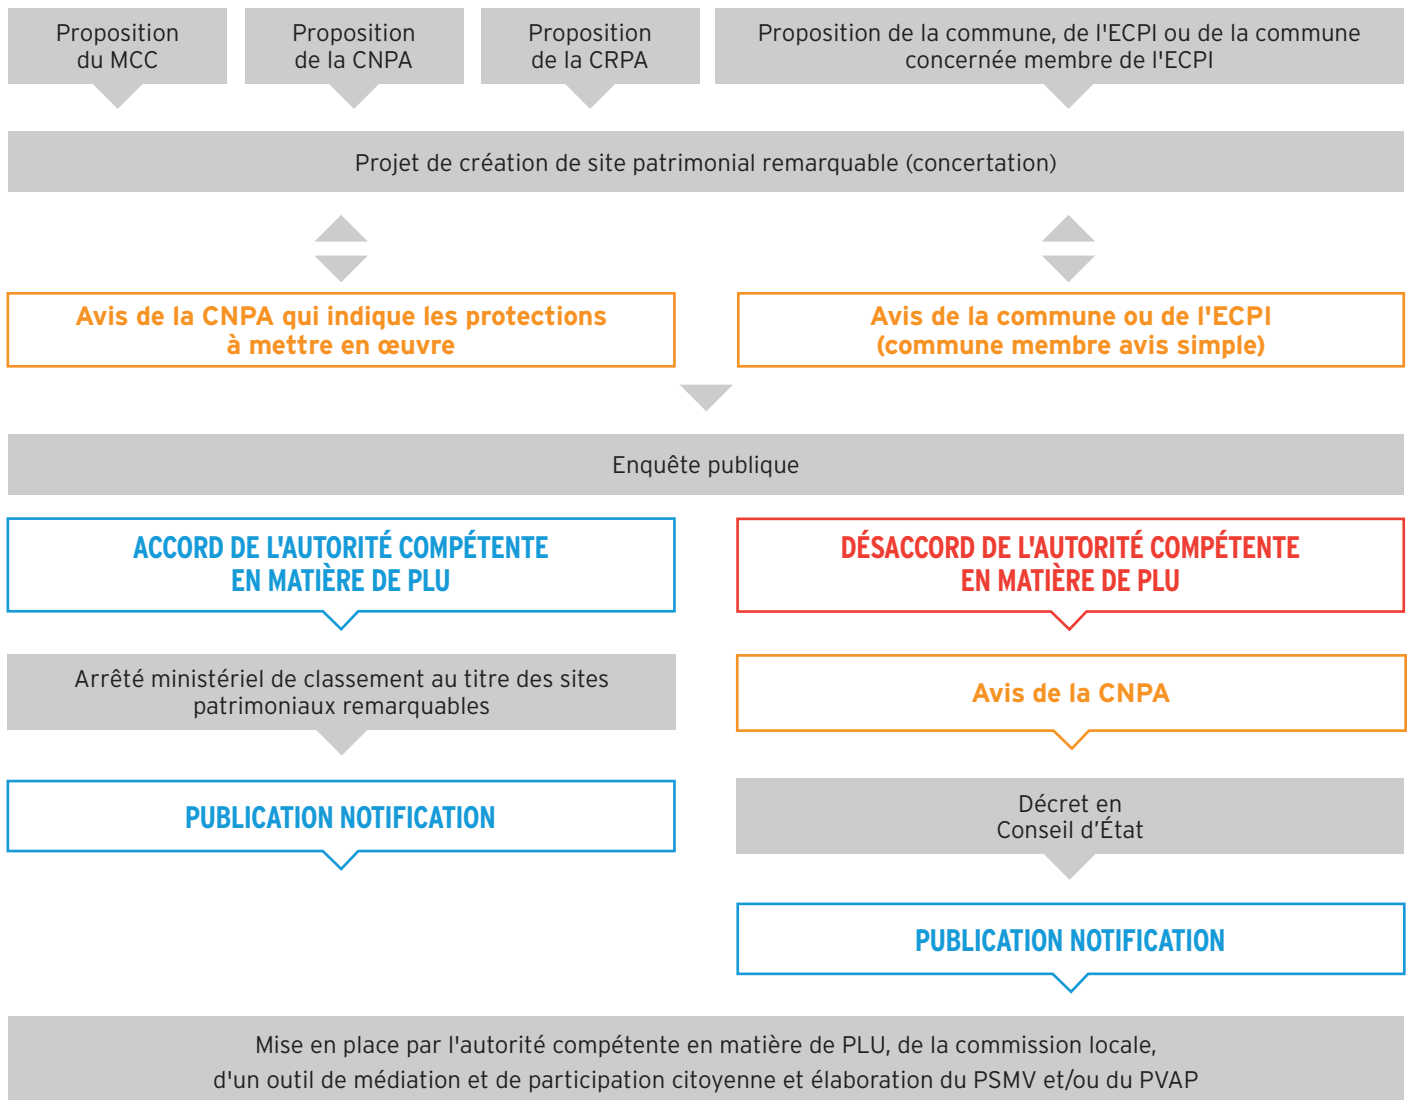 Proposition
du MCC
Proposition
de la CNPA
Proposition
de la CRPA
Proposition de la commune, de l'ECPI ou de la commune
concernée membre de l'ECPI
Projet de création de site patrimonial remarquable (concertation)
Avis de la CNPA qui indique les protections
à mettre en œuvre
Avis de la commune ou de l'ECPI
(commune membre avis simple)
Enquête publique
ACCORD DE L'AUTORITÉ COMPÉTENTE
EN MATIÈRE DE PLU
DÉSACCORD DE L'AUTORITÉ COMPÉTENTE
EN MATIÈRE DE PLU
Arrêté ministériel de classement au titre des sites
patrimoniaux remarquables
Avis de la CNPA
PUBLICATION NOTIFICATION
Décret en
Conseil d’État
PUBLICATION NOTIFICATION
Mise en place par l'autorité compétente en matière de PLU, de la commission locale,
d'un outil de médiation et de participation citoyenne et élaboration du PSMV et/ou du PVAP